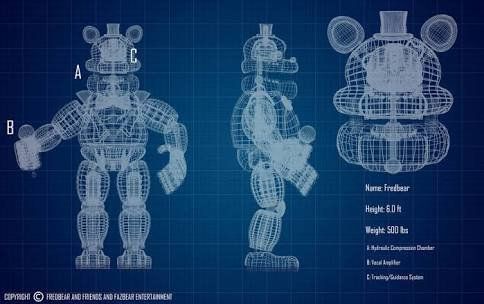 C
A
B
Name: Fredbear
Height: 6.0 ft
Weight: 500 lbs
A: Hydraulic Compression Chamber
B: Vocal Amplifier
C: Tracking/Guidance System
COPYRIGHT © FREDBEAR AND FRIENDS AND FAZBEAR ENTERTAINMENT